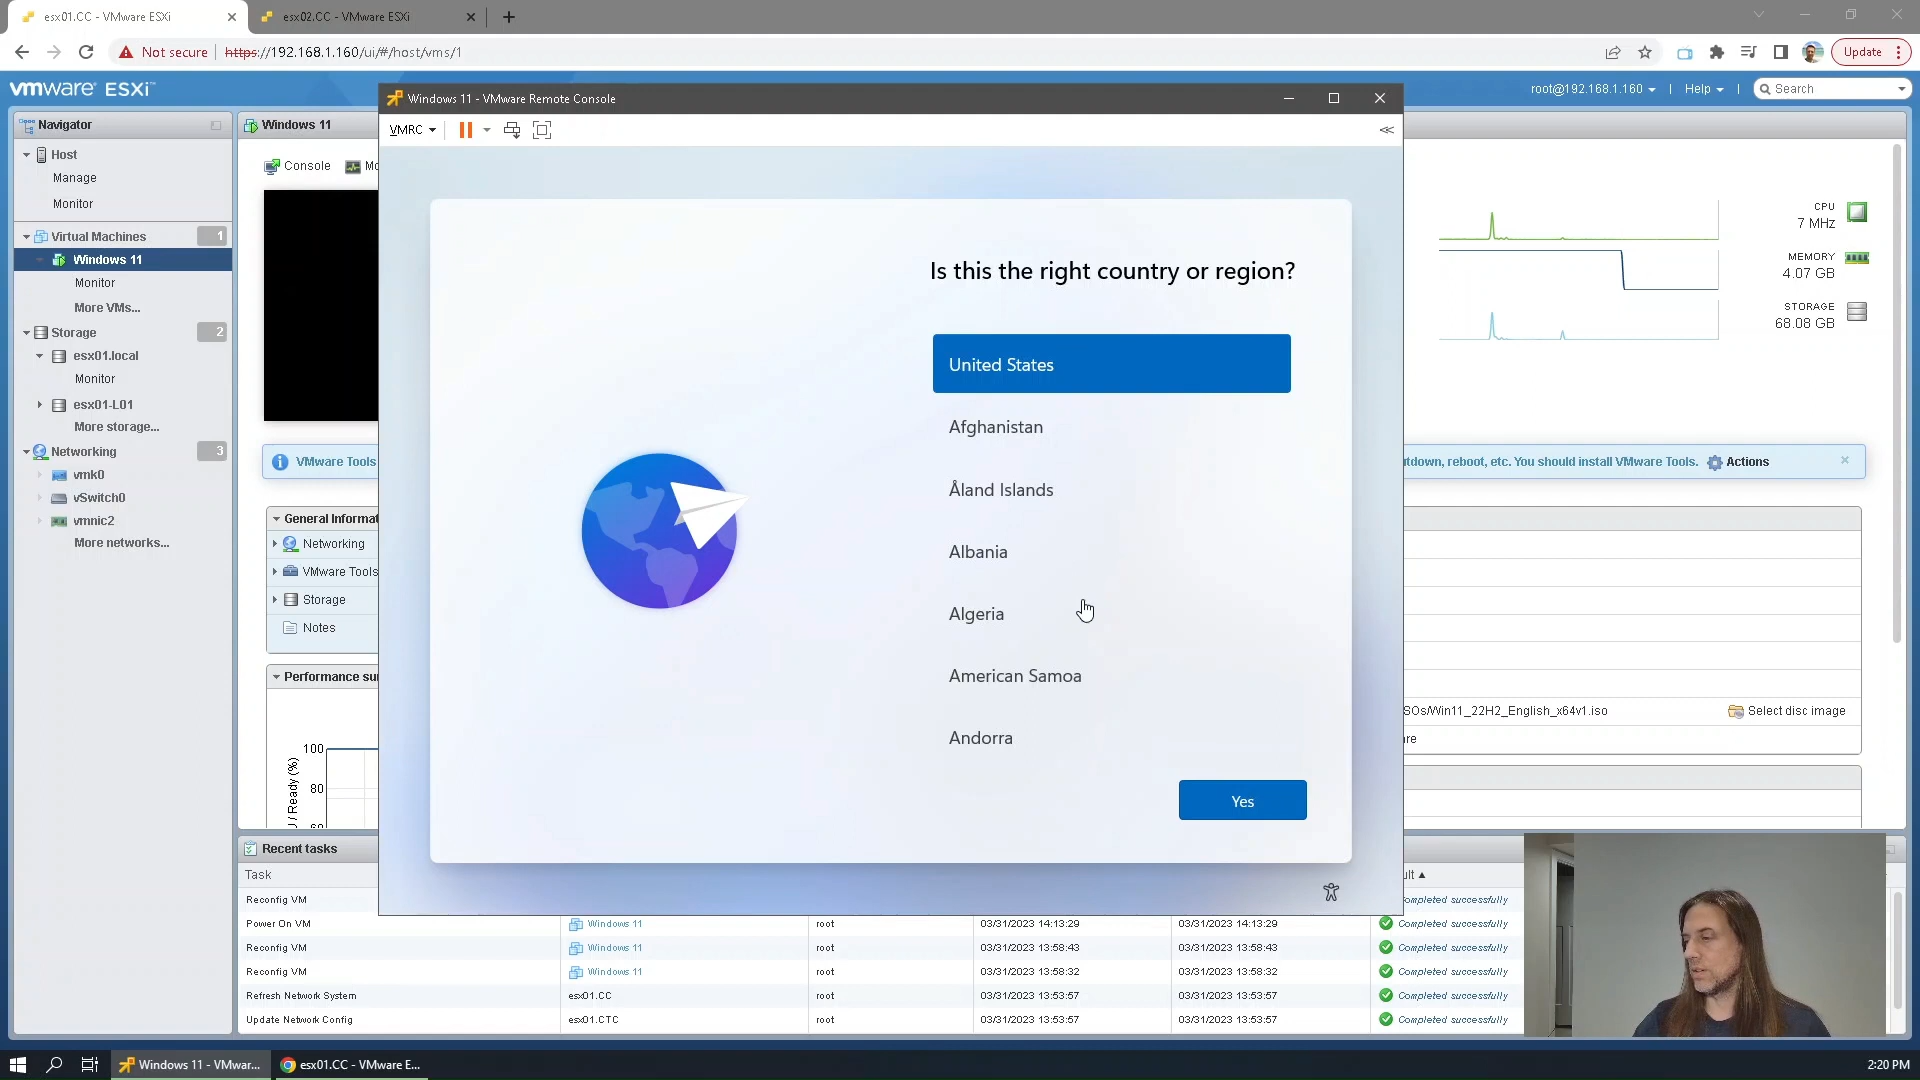 esx01.CC - VMware ESXi
esx02.CC - VMware ESXi
Not secure
https://192.168.1.160/ui/#/host/vms/1
Update
vmware ESXi
root@192.168.1.160
Help
Search
Navigator
Host
Manage
Monitor
Virtual Machines 1
Windows 11
Monitor
More VMs...
Storage 2
esx01.local
Monitor
esx01-L01
More storage...
Networking 3
vmk0
vSwitch0
vmnic2
More networks...
Windows 11
Console
Mo
VMware Tools
General Informat
Networking
VMware Tools
Storage
Notes
Performance su
100
80
60
/ Ready (%)
Windows 11 - VMware Remote Console
VMRC
Is this the right country or region?
United States
Afghanistan
Åland Islands
Albania
Algeria
American Samoa
Andorra
Yes
CPU
7 MHz
MEMORY
4.07 GB
STORAGE
68.08 GB
tdown, reboot, etc. You should install VMware Tools. Actions
SOs/Win11_22H2_English_x64v1.iso
Select disc image
are
Recent tasks
Task
ult
Reconfig VM Completed successfully
Power On VM Windows 11 root 03/31/2023 14:13:29 03/31/2023 14:13:29 Completed successfully
Reconfig VM Windows 11 root 03/31/2023 13:58:43 03/31/2023 13:58:43 Completed successfully
Reconfig VM Windows 11 root 03/31/2023 13:58:32 03/31/2023 13:58:32 Completed successfully
Refresh Network System esx01.CC root 03/31/2023 13:53:57 03/31/2023 13:53:57 Completed successfully
Update Network Config esx01.CTC root 03/31/2023 13:53:57 03/31/2023 13:53:57 Completed successfully
Windows 11 - VMwar...
esx01.CC - VMware E...
2:20 PM